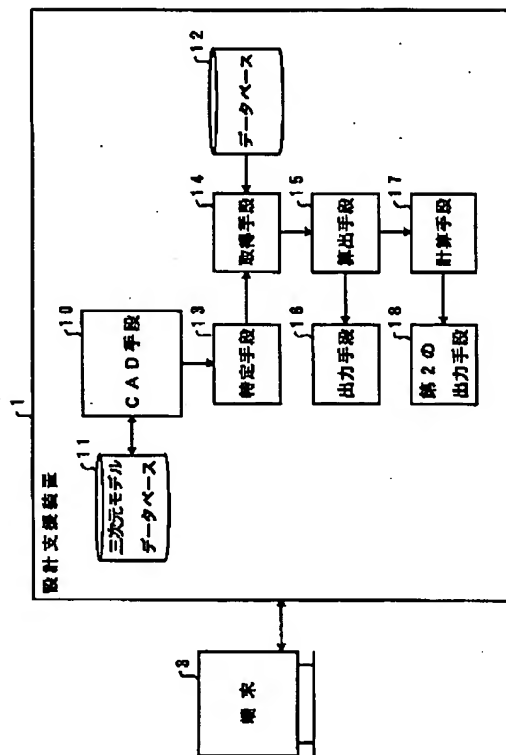 1
設計支援装置
10
CAD手段
11
三次元モデル
データベース
12
データベース
13
特定手段
14
取得手段
15
算出手段
16
出力手段
17
計算手段
18
第2の
出力手段
3
端末